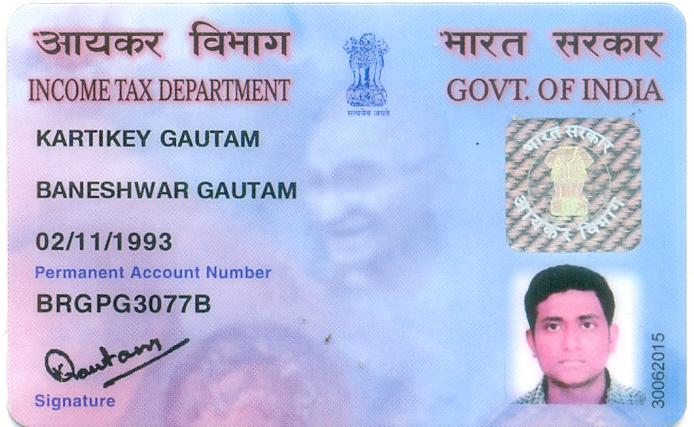 आयकर विभाग
INCOME TAX DEPARTMENT
सत्यमेव जयते
भारत सरकार
GOVT. OF INDIA
KARTIKEY GAUTAM
BANESHWAR GAUTAM
02/11/1993
Permanent Account Number
BRGPG3077B
Gautam
Signature
भारत सरकार
आयकर विभाग
30062015